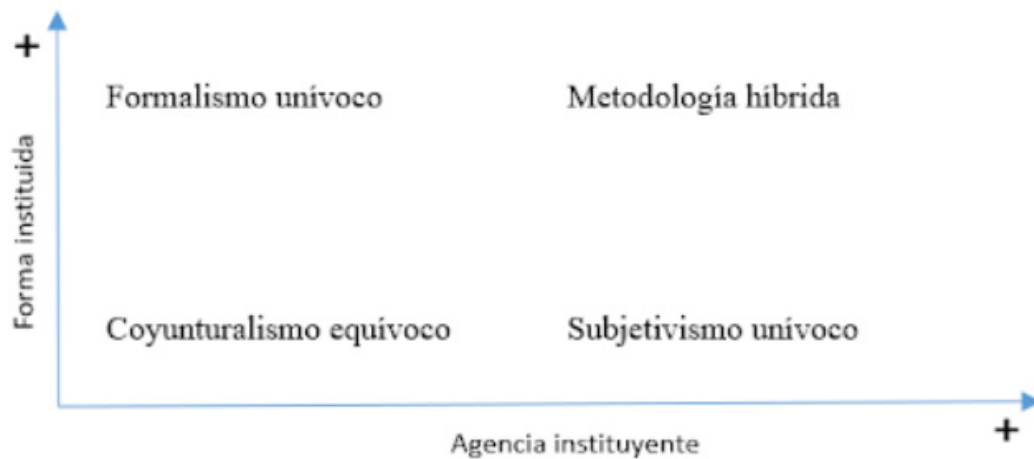 +
Formalismo unívoco
Metodología híbrida
Forma instituida
Coyunturalismo equívoco
Subjetivismo unívoco
Agencia instituyente
+